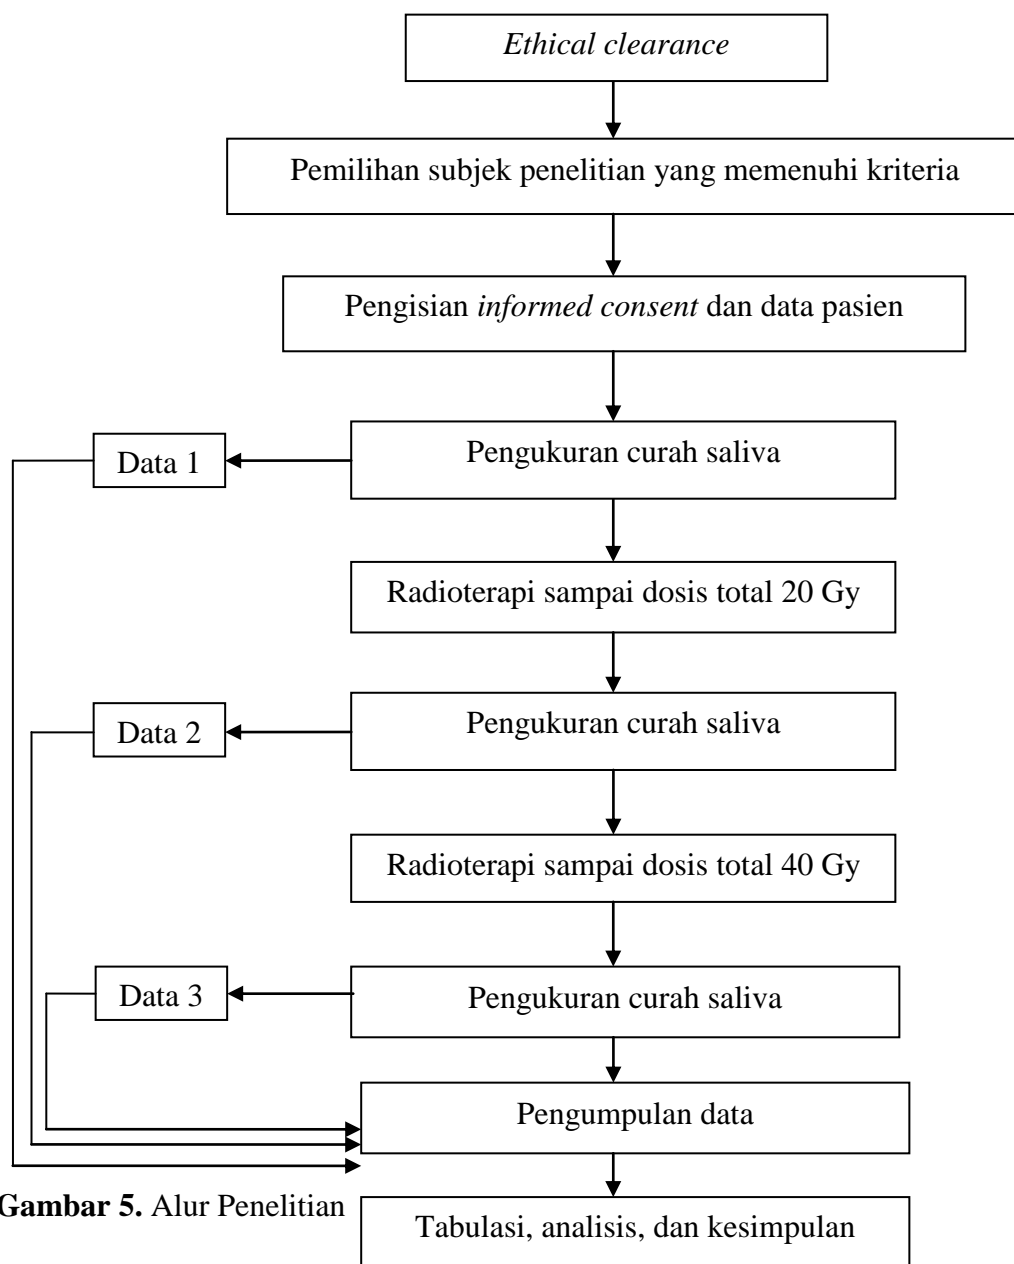 Ethical clearance
Pemilihan subjek penelitian yang memenuhi kriteria
Pengisian informed consent dan data pasien
Pengukuran curah saliva
Data 1
Radioterapi sampai dosis total 20 Gy
Pengukuran curah saliva
Data 2
Radioterapi sampai dosis total 40 Gy
Pengukuran curah saliva
Data 3
Pengumpulan data
Gambar 5. Alur Penelitian
Tabulasi, analisis, dan kesimpulan